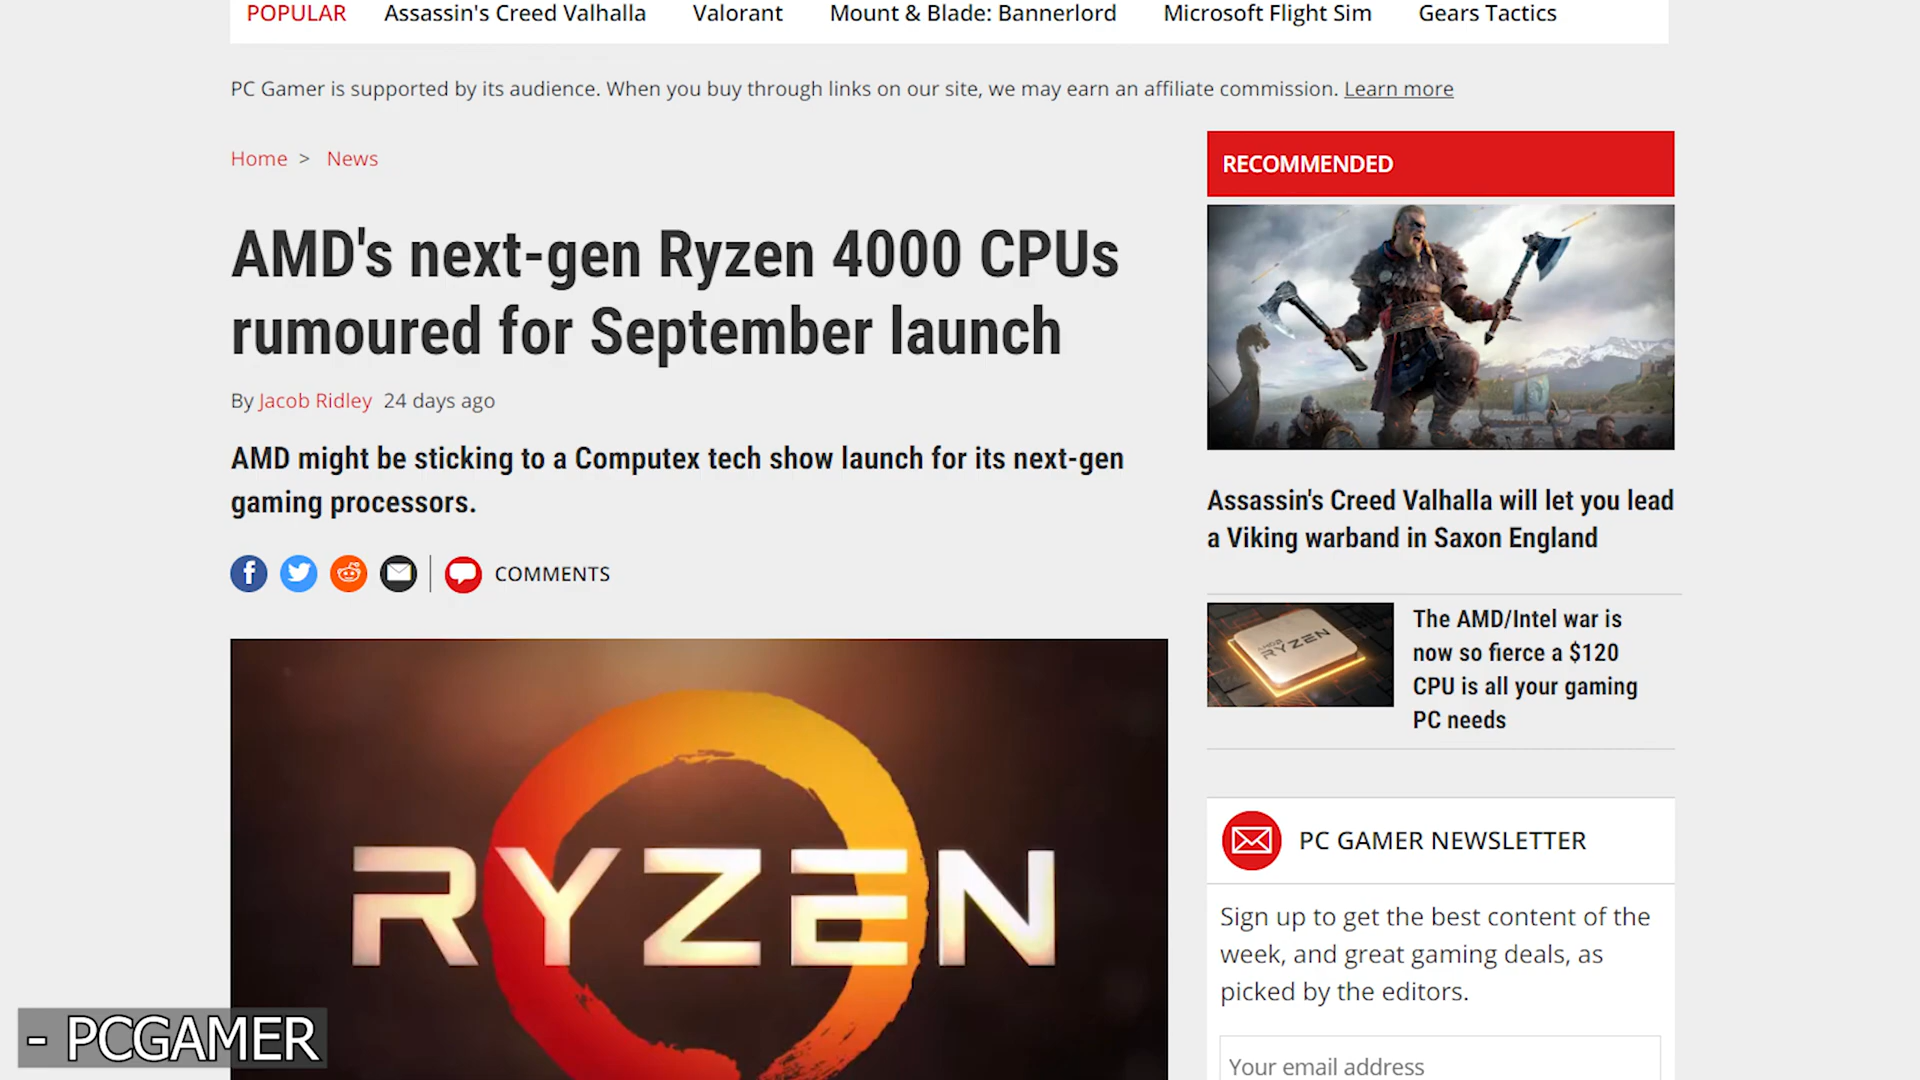 POPULAR Assassin's Creed Valhalla Valorant Mount & Blade: Bannerlord Microsoft Flight Sim Gears Tactics
PC Gamer is supported by its audience. When you buy through links on our site, we may earn an affiliate commission. Learn more
Home > News
AMD's next-gen Ryzen 4000 CPUs
rumoured for September launch
By Jacob Ridley 24 days ago
AMD might be sticking to a Computex tech show launch for its next-gen
gaming processors.
COMMENTS
RYZEN
- PCGAMER
RECOMMENDED
Assassin's Creed Valhalla will let you lead
a Viking warband in Saxon England
AMD
RYZEN
The AMD/Intel war is
now so fierce a $120
CPU is all your gaming
PC needs
PC GAMER NEWSLETTER
Sign up to get the best content of the
week, and great gaming deals, as
picked by the editors.
Your email address